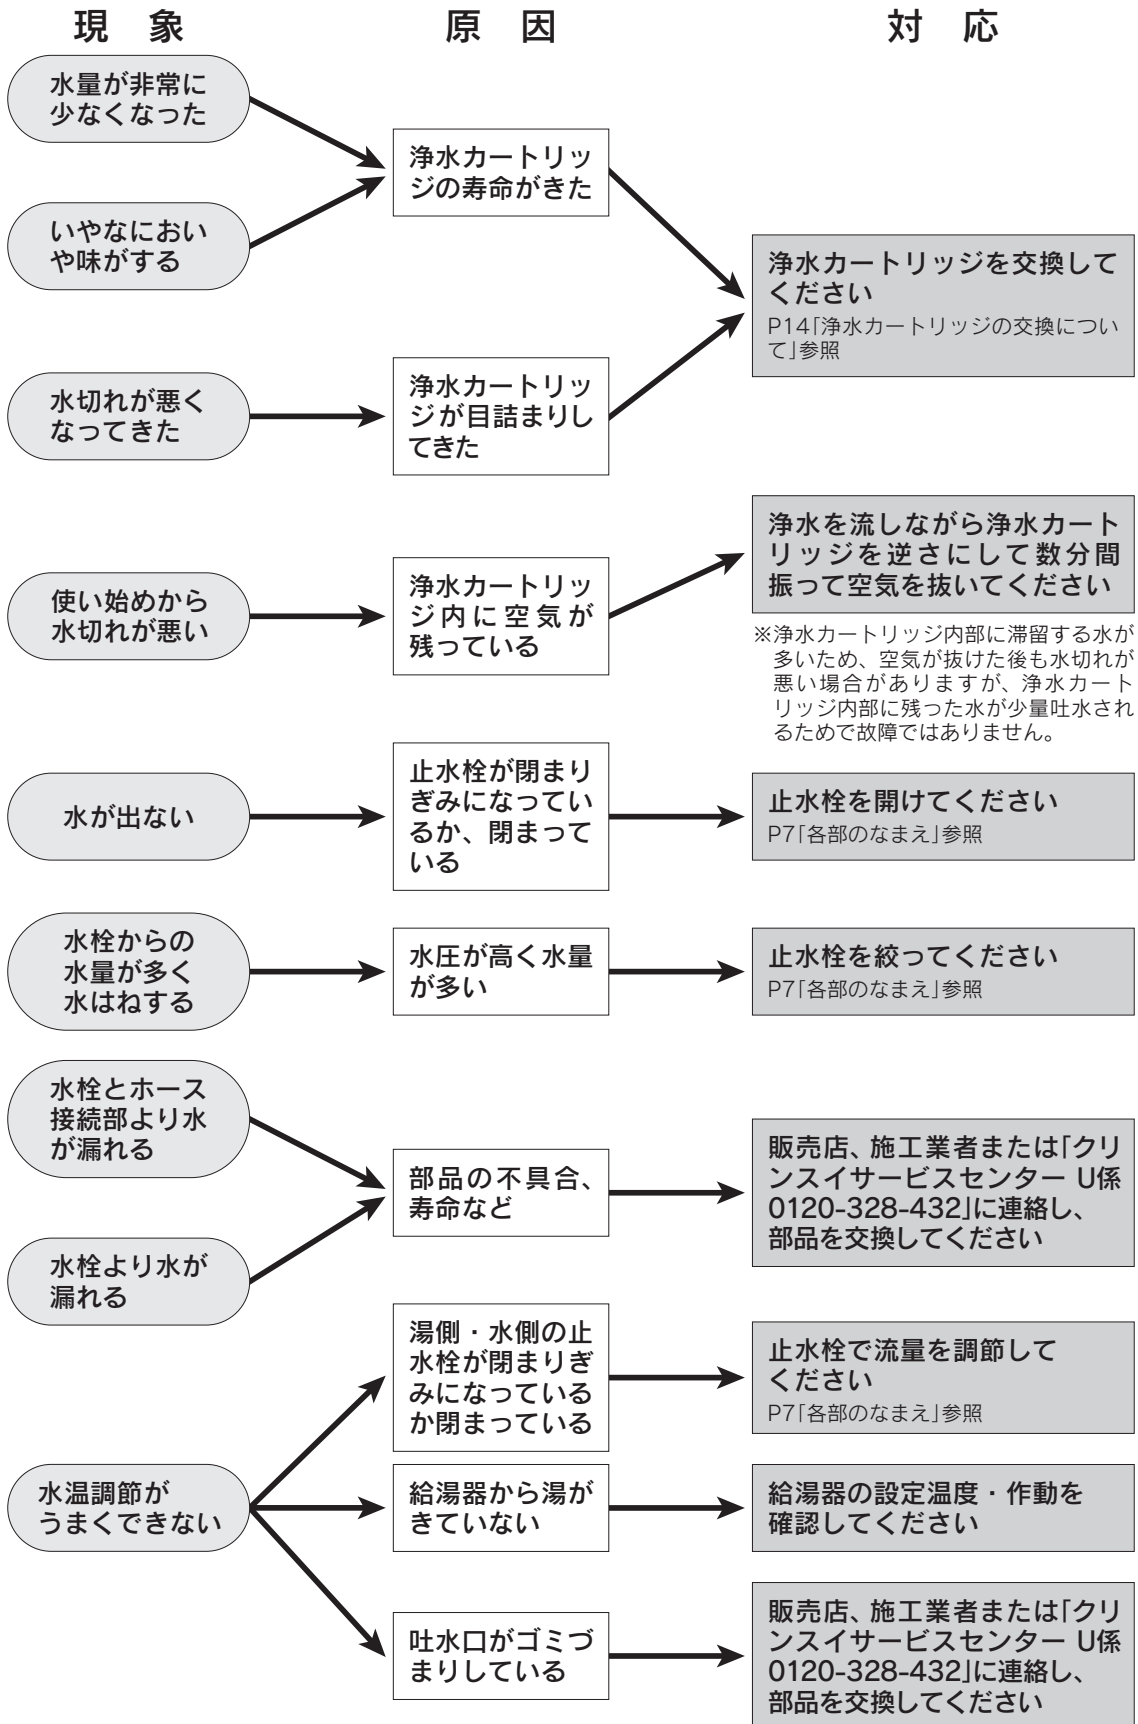 現 象
原 因
対 応
水量が非常に
少なくなった
いやなにおい
や味がする
浄水カートリッ
ジの寿命がきた
浄水カートリッジを交換して
ください
P14「浄水カートリッジの交換につい
て」参照
水切れが悪く
なってきた
浄水カートリッ
ジが目詰まりし
てきた
使い始めから
水切れが悪い
浄水カートリッ
ジ内に空気が
残っている
浄水を流しながら浄水カート
リッジを逆さにして数分間
振って空気を抜いてください
※浄水カートリッジ内部に滞留する水が
多いため、空気が抜けた後も水切れが
悪い場合がありますが、浄水カート
リッジ内部に残った水が少量吐水され
るためで故障ではありません。
水が出ない
止水栓が閉まり
ぎみになってい
るか、閉まって
いる
止水栓を開けてください
P7「各部のなまえ」参照
水栓からの
水量が多く
水はねする
水圧が高く水量
が多い
止水栓を絞ってください
P7「各部のなまえ」参照
水栓とホース
接続部より水
が漏れる
水栓より水が
漏れる
部品の不具合、
寿命など
販売店、施工業者または「クリ
ンスイサービスセンター U係
0120-328-432」に連絡し、
部品を交換してください
水温調節が
うまくできない
湯側・水側の止
水栓が閉まりぎ
みになっている
か閉まっている
止水栓で流量を調節して
ください
P7「各部のなまえ」参照
給湯器から湯が
きていない
給湯器の設定温度・作動を
確認してください
吐水口がゴミづ
まりしている
販売店、施工業者または「クリ
ンスイサービスセンター U係
0120-328-432」に連絡し、
部品を交換してください